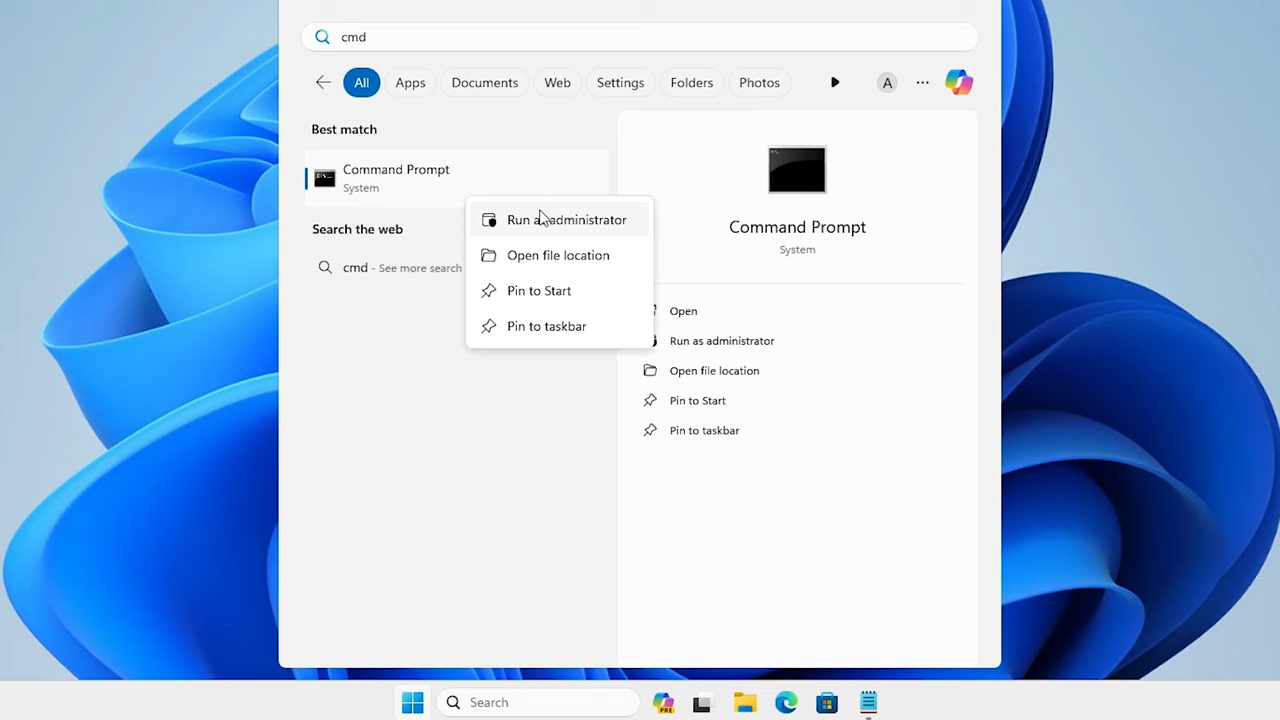 cmd
All Apps Documents Web Settings Folders Photos A ...
Best match
Command Prompt
System
Search the web
cmd - See more search
Run as administrator
Open file location
Pin to Start
Pin to taskbar
Command Prompt
System
Open
Run as administrator
Open file location
Pin to Start
Pin to taskbar
Search
PRE